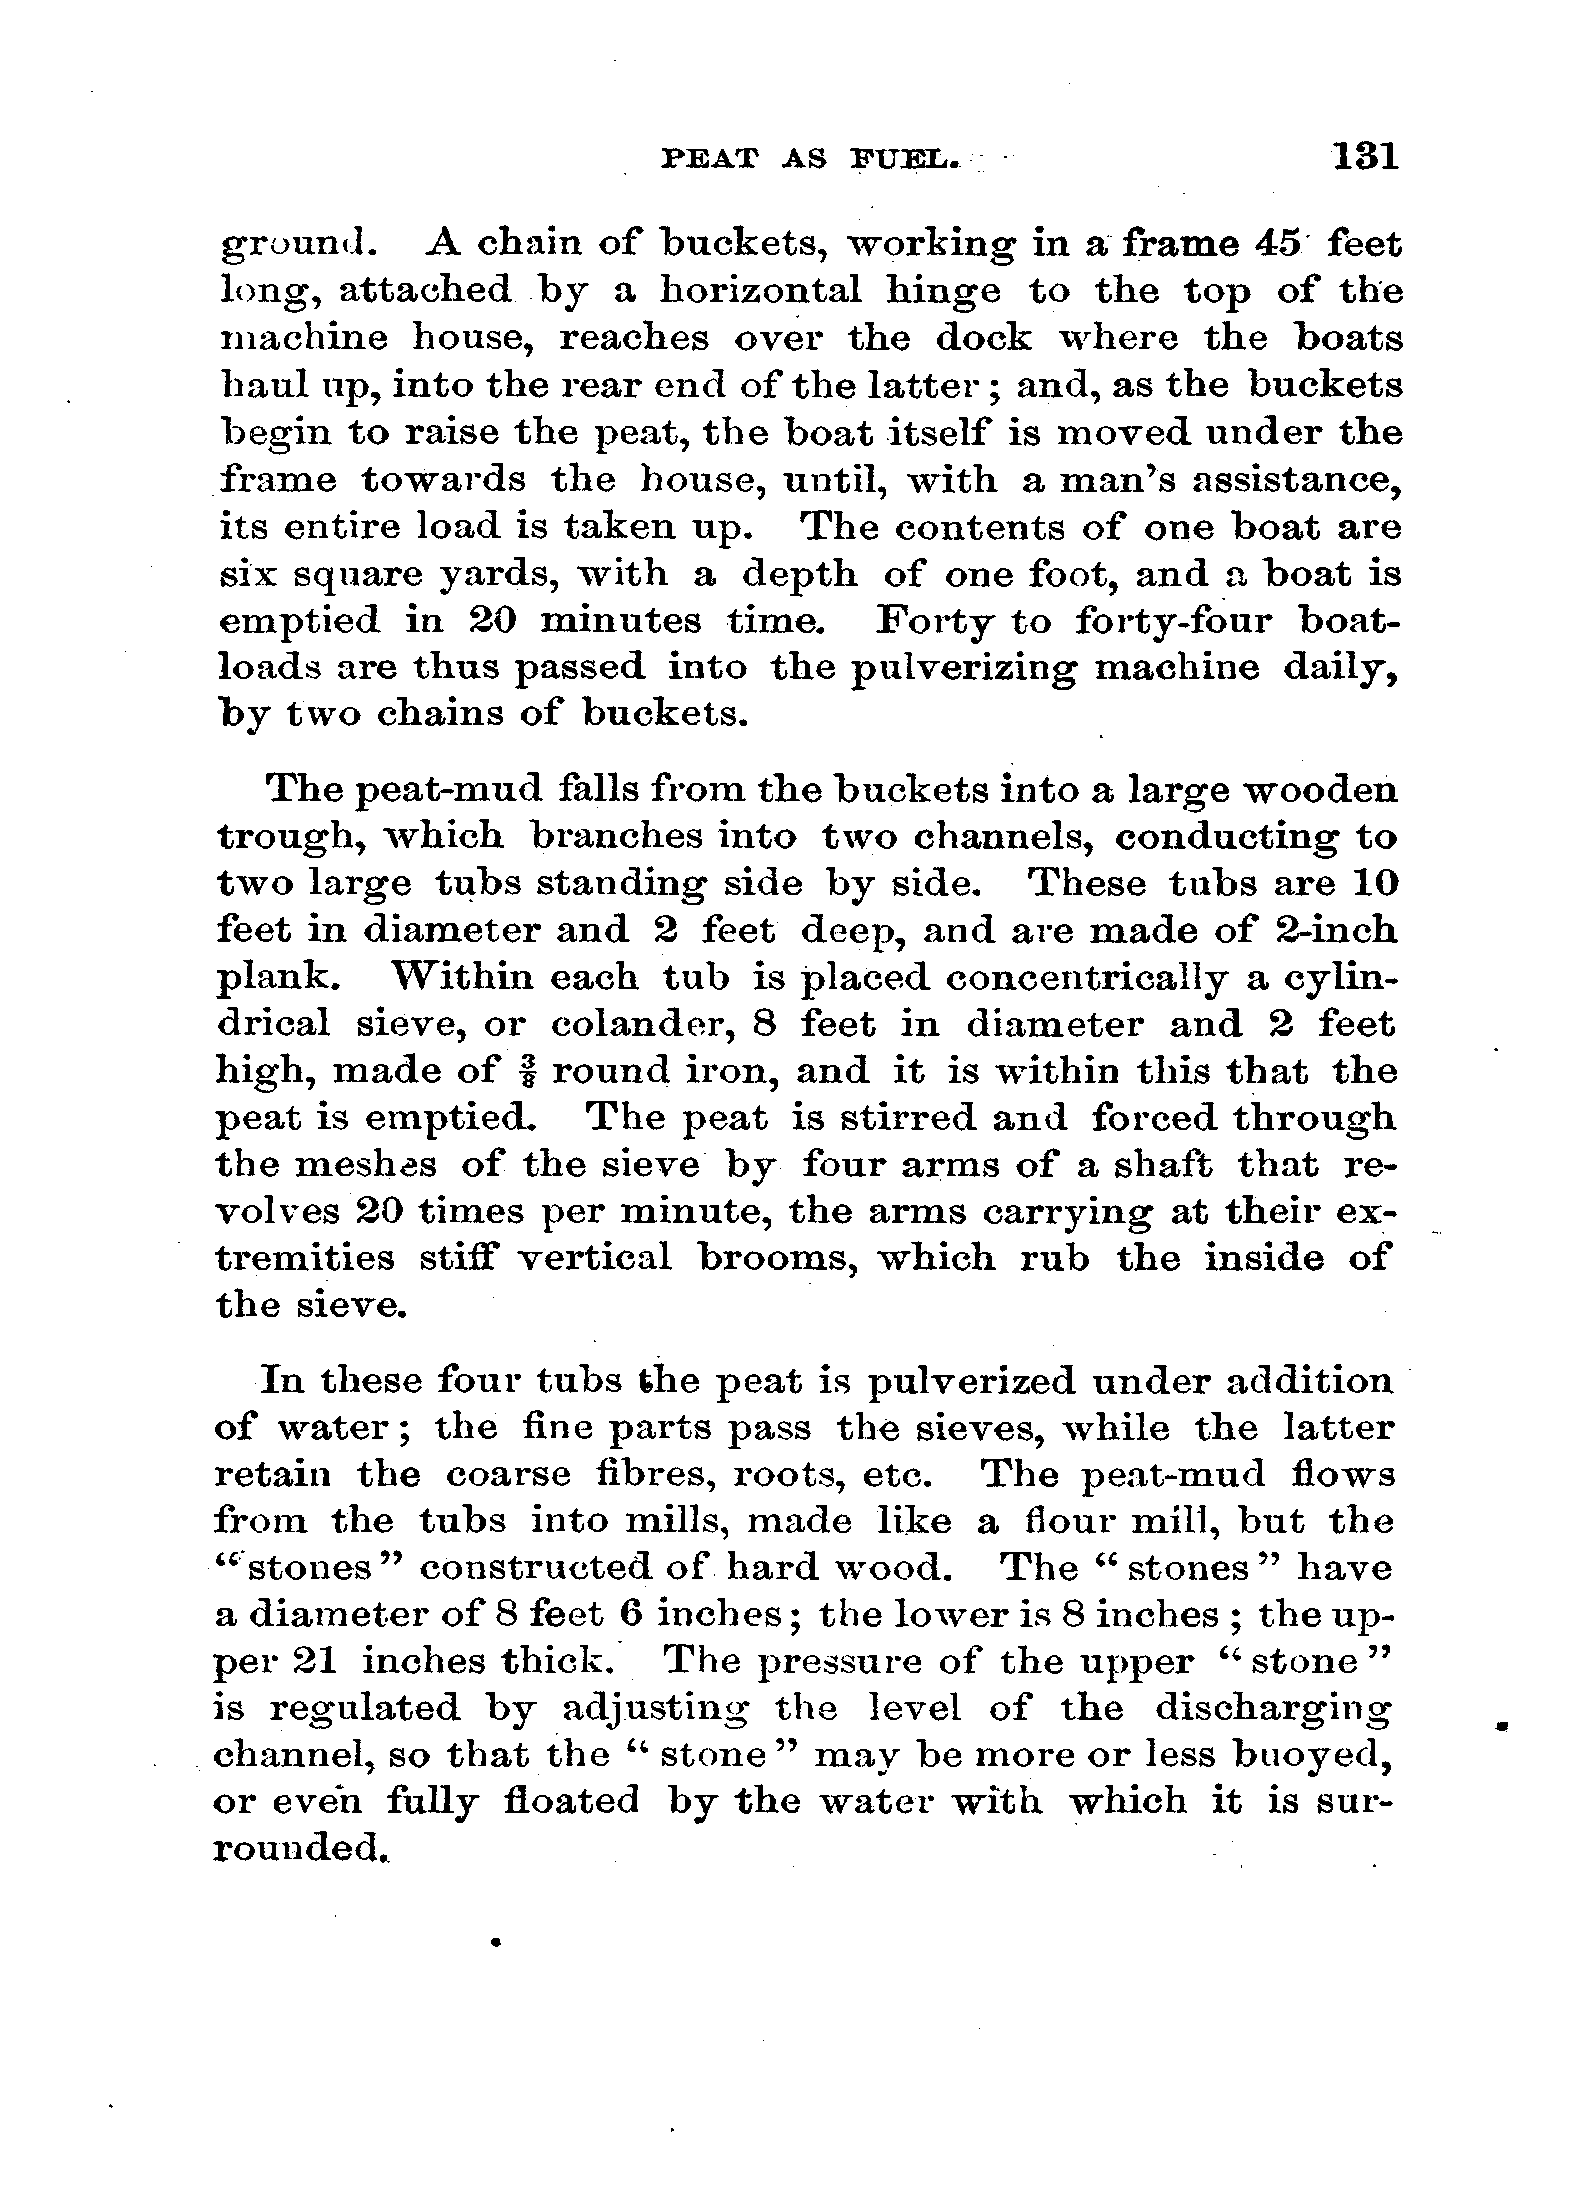 PEAT AS FUEL. 131
ground. A chain of buckets, working in a frame 45 feet
long, attached by a horizontal hinge to the top of the
machine house, reaches over the dock where the boats
haul up, into the rear end of the latter; and, as the buckets
begin to raise the peat, the boat itself is moved under the
frame towards the house, until, with a man's assistance,
its entire load is taken up. The contents of one boat are
six square yards, with a depth of one foot, and a boat is
emptied in 20 minutes time. Forty to forty-four boat-
loads are thus passed into the pulverizing machine daily,
by two chains of buckets.
The peat-mud falls from the buckets into a large wooden
trough, which branches into two channels, conducting to
two large tubs standing side by side. These tubs are 10
feet in diameter and 2 feet deep, and are made of 2-inch
plank. Within each tub is placed concentrically a cylin-
drical sieve, or colander, 8 feet in diameter and 2 feet
high, made of ⅜ round iron, and it is within this that the
peat is emptied. The peat is stirred and forced through
the meshes of the sieve by four arms of a shaft that re-
volves 20 times per minute, the arms carrying at their ex-
tremities stiff vertical brooms, which rub the inside of
the sieve.
In these four tubs the peat is pulverized under addition
of water; the fine parts pass the sieves, while the latter
retain the coarse fibres, roots, etc. The peat-mud flows
from the tubs into mills, made like a flour mill, but the
"stones" constructed of hard wood. The "stones" have
a diameter of 8 feet 6 inches; the lower is 8 inches; the up-
per 21 inches thick. The pressure of the upper "stone"
is regulated by adjusting the level of the discharging
channel, so that the "stone" may be more or less buoyed,
or even fully floated by the water with which it is sur-
rounded.